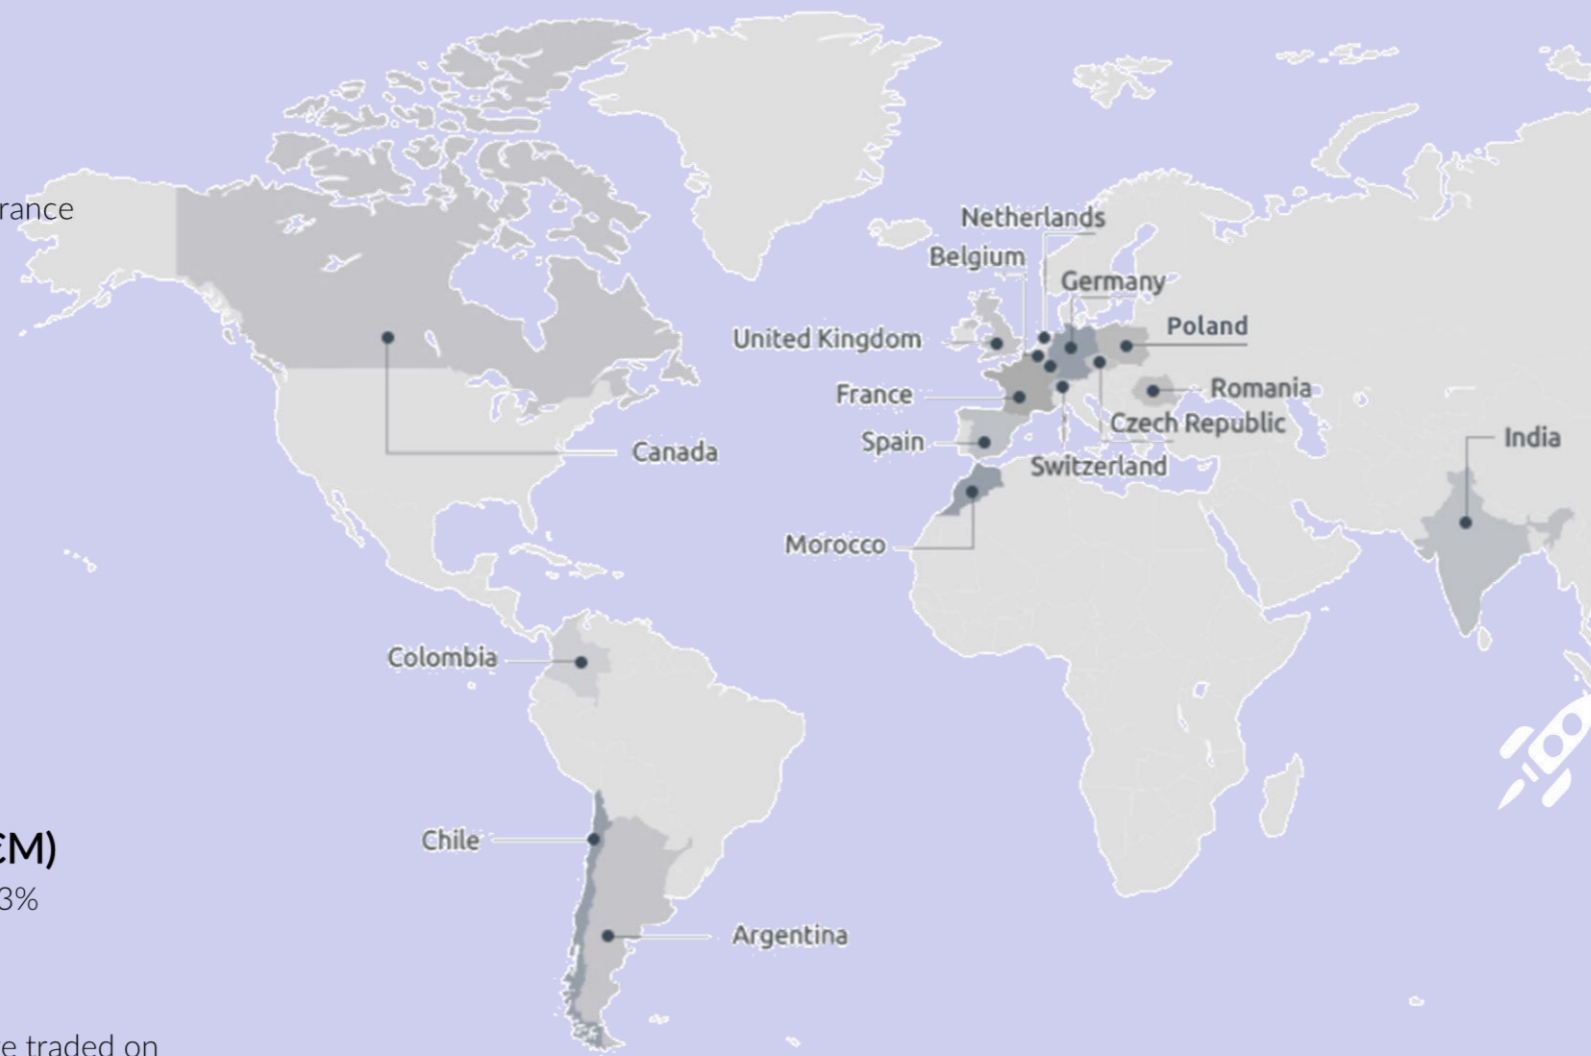 rance
Netherlands
Belgium
Germany
Poland
United Kingdom
France
Romania
Czech Republic
Spain
India
Canada
Switzerland
Morocco
Colombia
Chile
€M)
3%
Argentina
e traded on